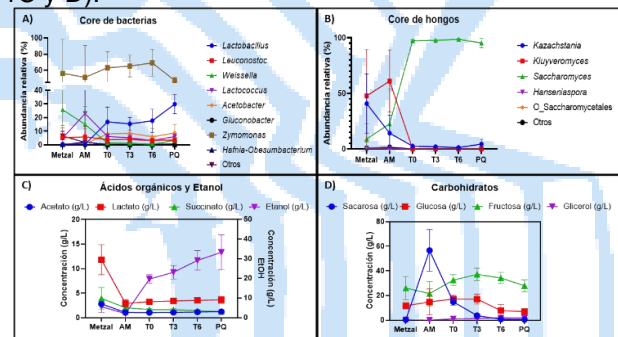 C y D).
A)
Core de bacterias
Abundancia relativa (%)
100
80
60
40
30
20
10
0
Metzal AM T0 T3 T6 PQ
Lactobacillus
Leuconostoc
Weissella
Lactococcus
Acetobacter
Gluconobacter
Zymomonas
Hafnia-Obesumbacterium
Otros
B)
Core de hongos
Abundancia relativa (%)
100
50
0
Metzal AM T0 T3 T6 PQ
Kazachstania
Kluyveromyces
Saccharomyces
Hanseniaspora
O_Saccharomycetales
Otros
C)
Ácidos orgánicos y Etanol
Acetato (g/L) Lactato (g/L) Succinato (g/L) Etanol (g/L)
Concentración (g/L)
20
15
10
5
0
50
40
30
20
10
0
Concentración (g/L)
EtOH
Metzal AM T0 T3 T6 PQ
D)
Carbohidratos
Sacarosa (g/L) Glucosa (g/L) Fructosa (g/L) Glicerol (g/L)
Concentración (g/L)
80
60
40
20
0
Metzal AM T0 T3 T6 PQ